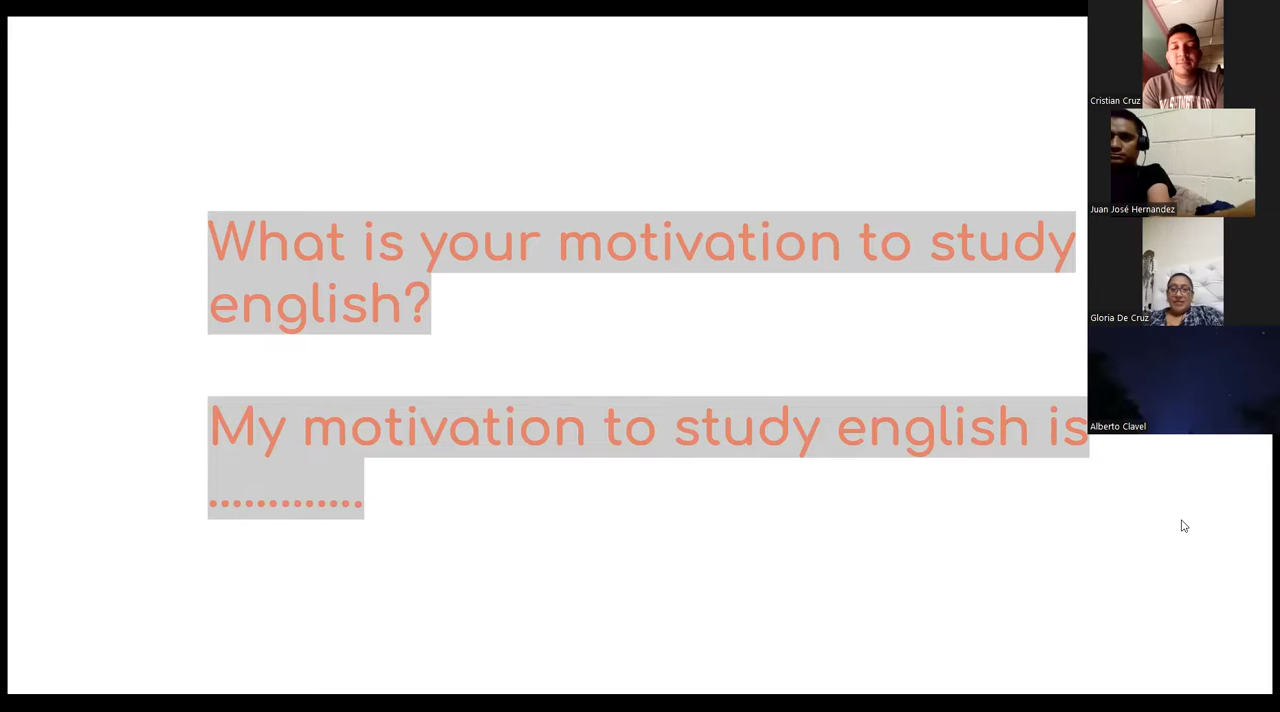 What is your motivation to study
english?
My motivation to study english is
.............
Cristian Cruz
Juan José Hernandez
Gloria De Cruz
Alberto Clavel